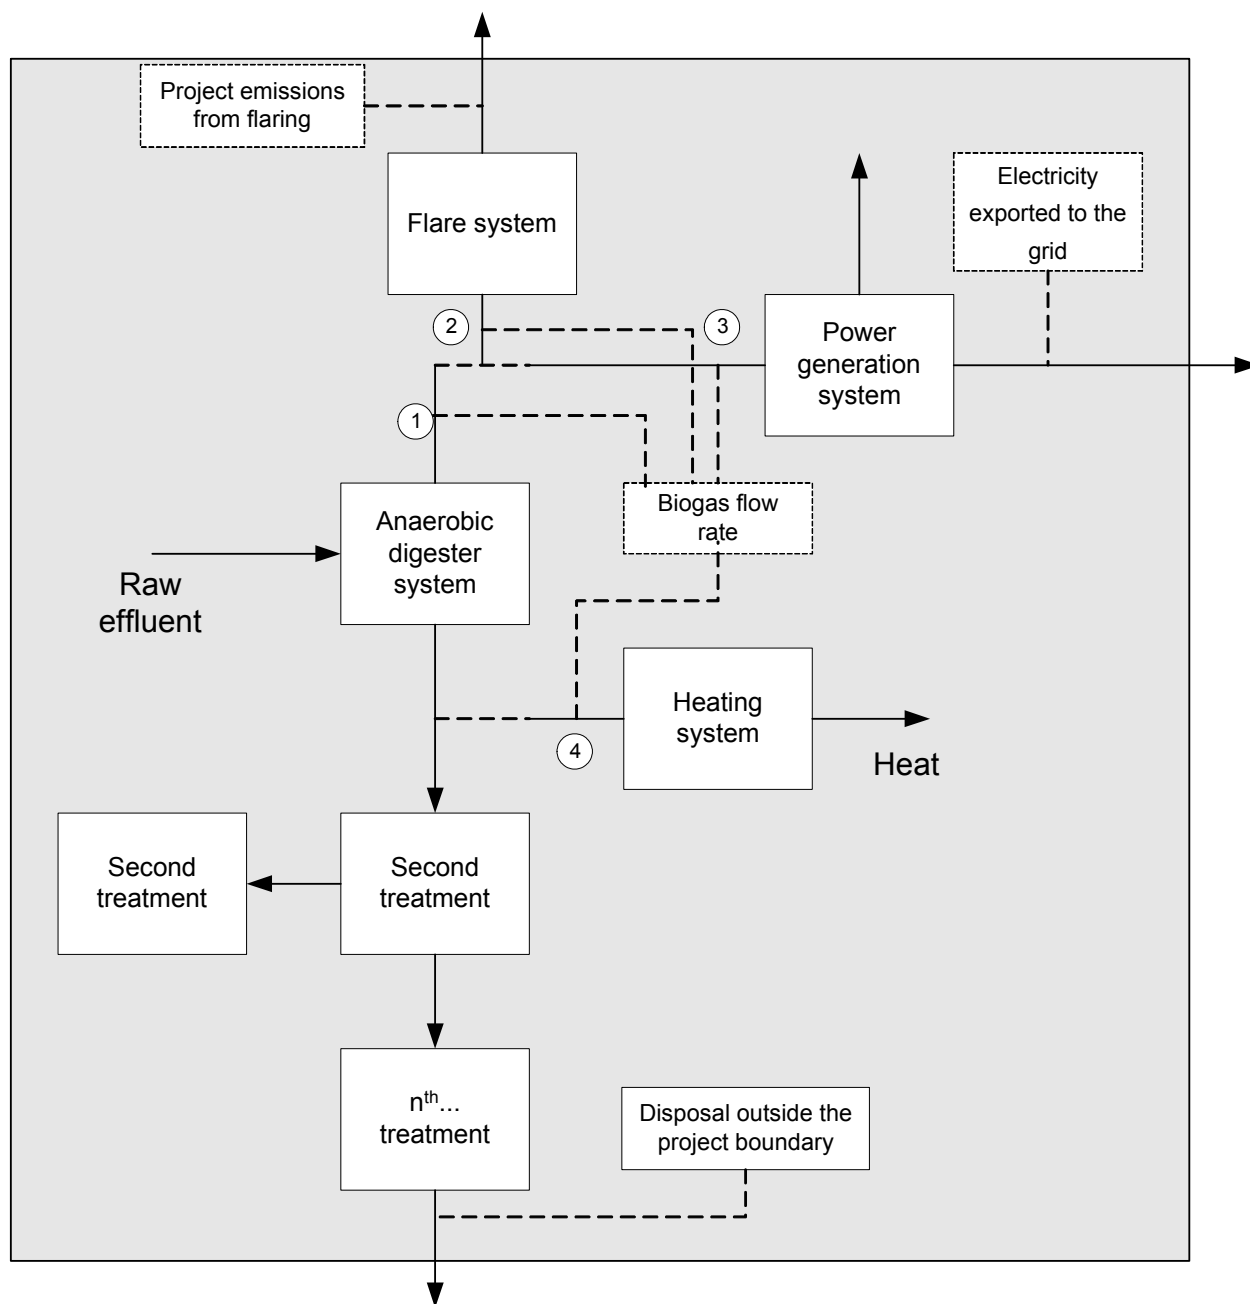 Project emissions
from flaring
Flare system
Electricity
exported to the
grid
2
3
Power
generation
system
1
Biogas flow
rate
Anaerobic
digester
system
Raw
effluent
Heating
system
4
Heat
Second
treatment
Second
treatment
nth...
treatment
Disposal outside the
project boundary